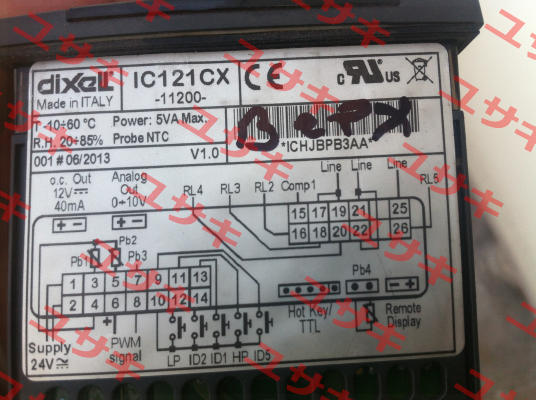 ユサキ
dixell
Made in ITALY
IC121CX
-11200-
CE
c RU us
T -10÷60 °C
Power: 5VA Max.
R.H. 20÷85%
Probe NTC
001 # 06/2013
V1.0
*ICHJBPB3AA*
o.c. Out
12V
40mA
Analog
Out
0÷10V
RL4
RL3
RL2
Comp1
Line
Line
Line
RL5
15 17 19 21 25
16 18 20 22 26
Pb1
Pb2
Pb3
1 3 5 7 9 11 13
2 4 6 8 10 12 14
Pb4
Hot Key/
TTL
Remote
Display
Supply
24V
PWM
signal
LP ID2 ID1 HP ID5